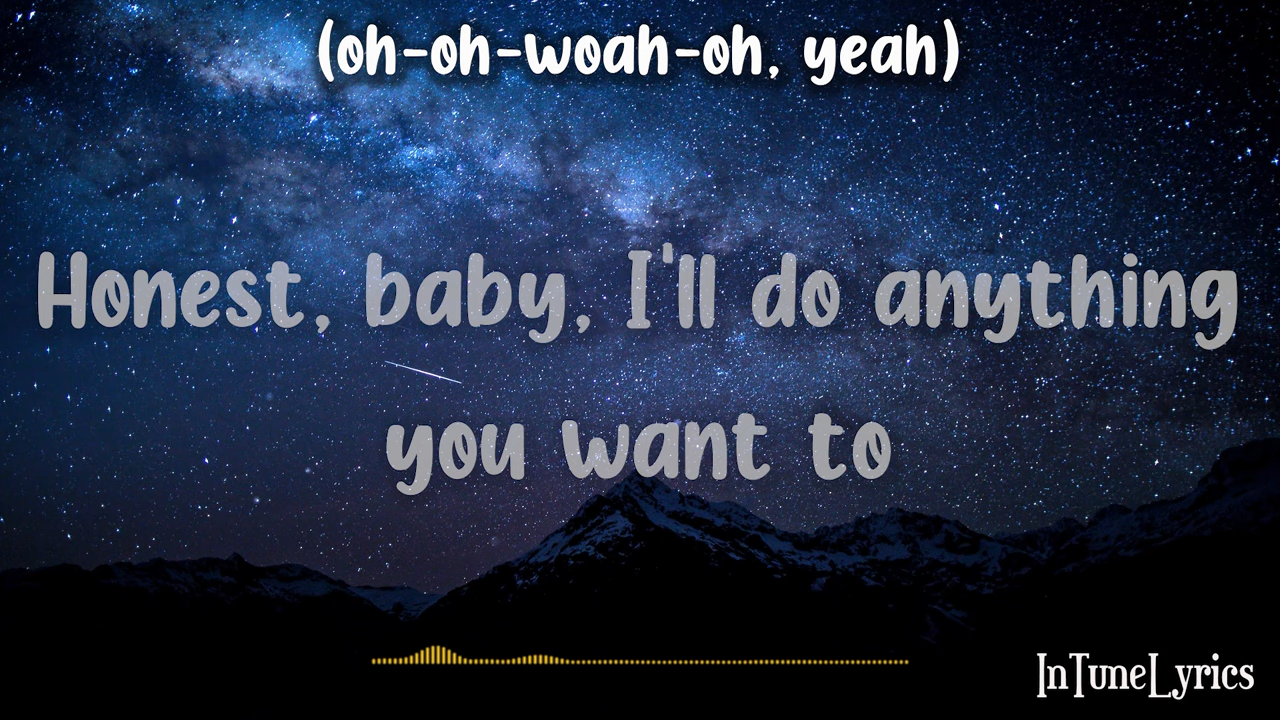 (oh-oh-woah-oh, yeah)
Honest, baby, I'll do anything
you want to
InTuneLyrics